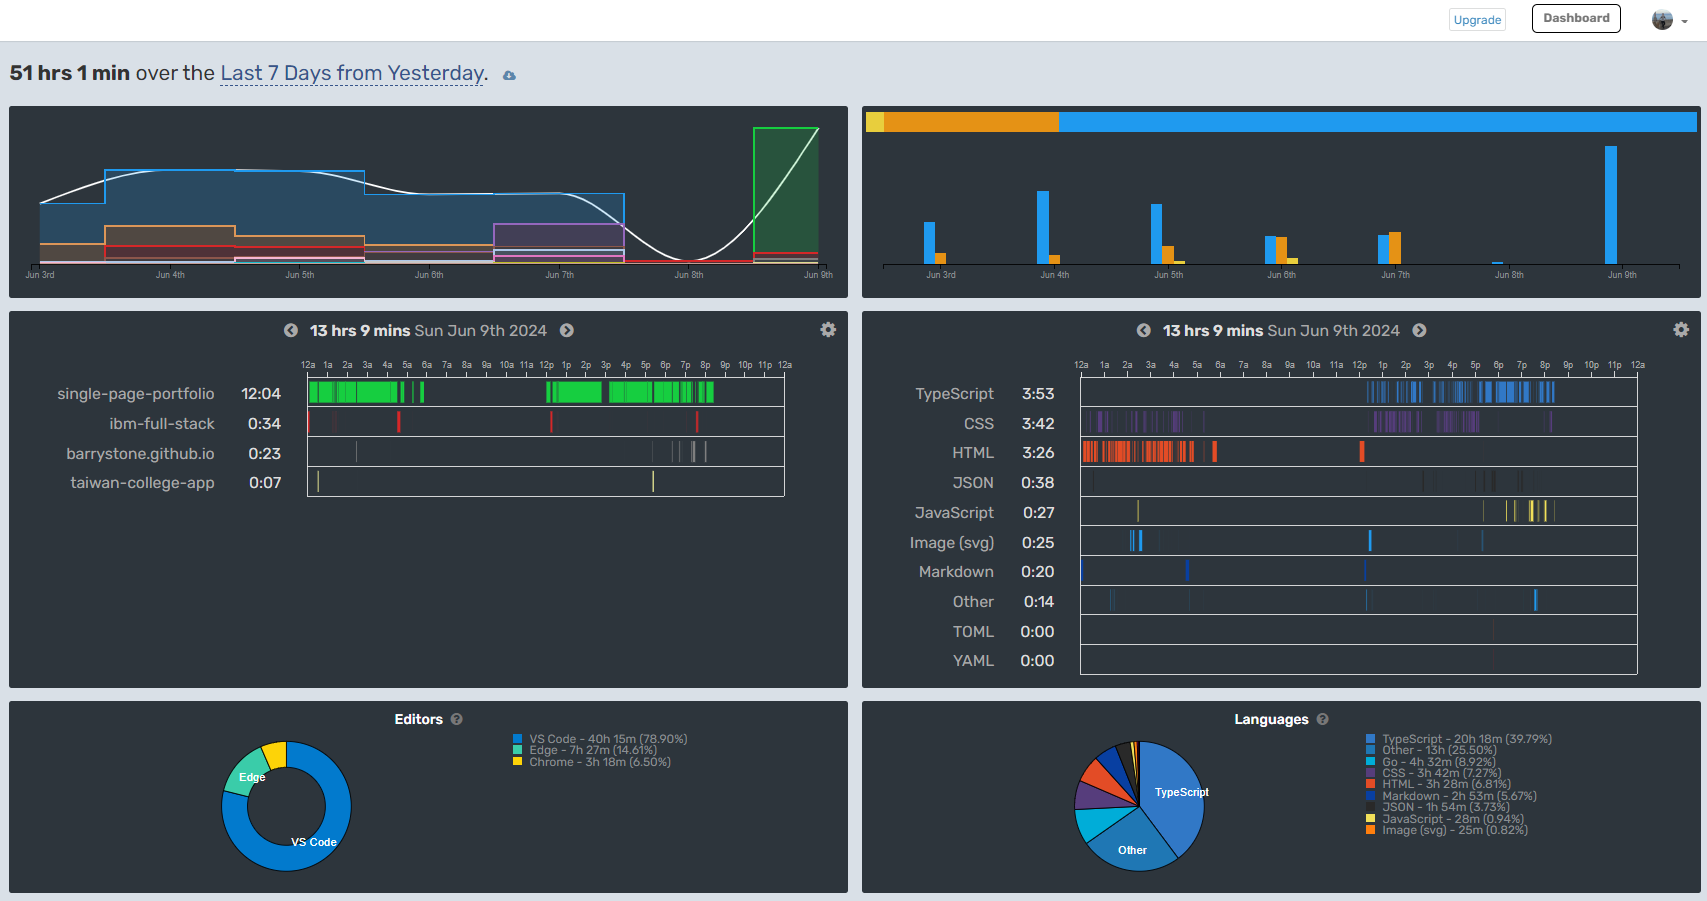 Upgrade
Dashboard
51 hrs 1 min over the Last 7 Days from Yesterday.
Jun 3rd Jun 4th Jun 5th Jun 6th Jun 7th Jun 8th Jun 9th
Jun 3rd Jun 4th Jun 5th Jun 6th Jun 7th Jun 8th Jun 9th
13 hrs 9 mins Sun Jun 9th 2024
12a 1a 2a 3a 4a 5a 6a 7a 8a 9a 10a 11a 12p 1p 2p 3p 4p 5p 6p 7p 8p 9p 10p 11p 12a
single-page-portfolio 12:04
ibm-full-stack 0:34
barrystone.github.io 0:23
taiwan-college-app 0:07
13 hrs 9 mins Sun Jun 9th 2024
12a 1a 2a 3a 4a 5a 6a 7a 8a 9a 10a 11a 12p 1p 2p 3p 4p 5p 6p 7p 8p 9p 10p 11p 12a
TypeScript 3:53
CSS 3:42
HTML 3:26
JSON 0:38
JavaScript 0:27
Image (svg) 0:25
Markdown 0:20
Other 0:14
TOML 0:00
YAML 0:00
Editors ?
Edge
VS Code
VS Code - 40h 15m (78.90%)
Edge - 7h 27m (14.61%)
Chrome - 3h 18m (6.50%)
Languages ?
TypeScript
Other
TypeScript - 20h 18m (39.79%)
Other - 13h (25.50%)
Go - 4h 32m (8.92%)
CSS - 3h 42m (7.27%)
HTML - 3h 28m (6.81%)
Markdown - 2h 53m (5.67%)
JSON - 1h 54m (3.73%)
JavaScript - 28m (0.94%)
Image (svg) - 25m (0.82%)